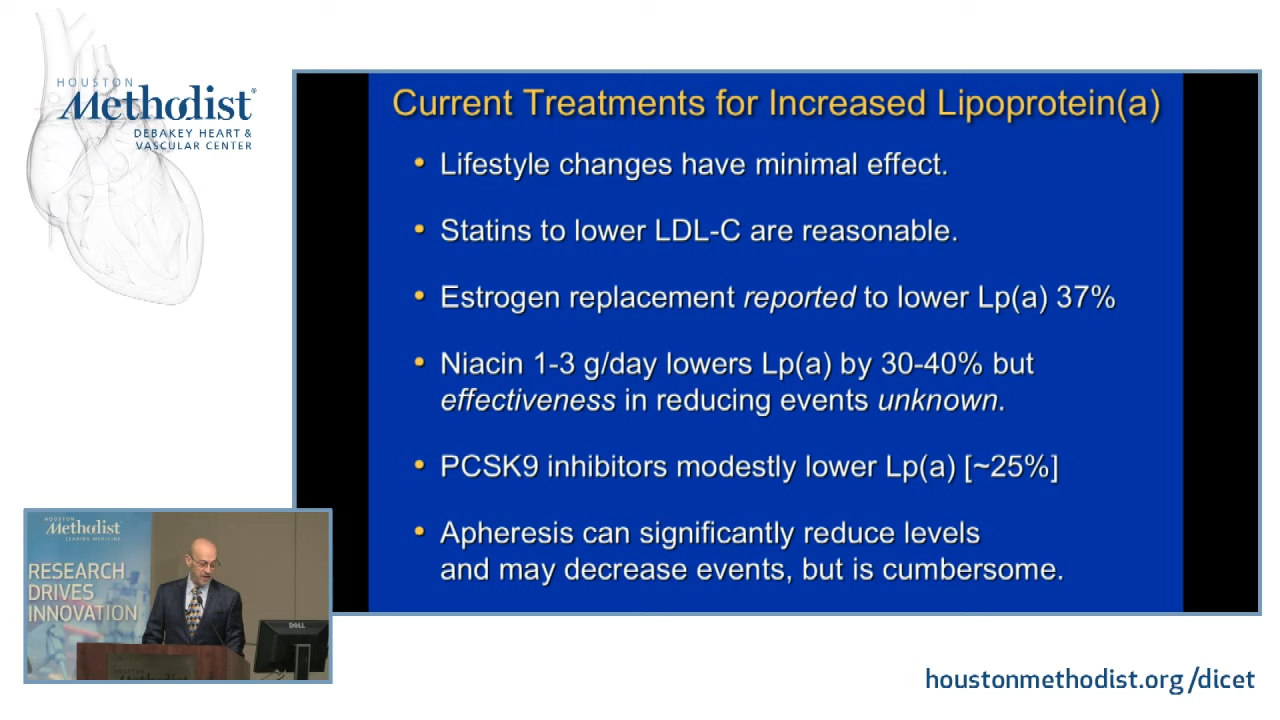 HOUSTON
Methodist®
DEBAKEY HEART &
VASCULAR CENTER
Current Treatments for Increased Lipoprotein(a)
• Lifestyle changes have minimal effect.
• Statins to lower LDL-C are reasonable.
• Estrogen replacement reported to lower Lp(a) 37%
• Niacin 1-3 g/day lowers Lp(a) by 30-40% but
effectiveness in reducing events unknown.
• PCSK9 inhibitors modestly lower Lp(a) [~25%]
• Apheresis can significantly reduce levels
and may decrease events, but is cumbersome.
HOUSTON
Methodist
LEADING MEDICINE
RESEARCH
DRIVES
INNOVATION
DELL
houstonmethodist.org/dicet